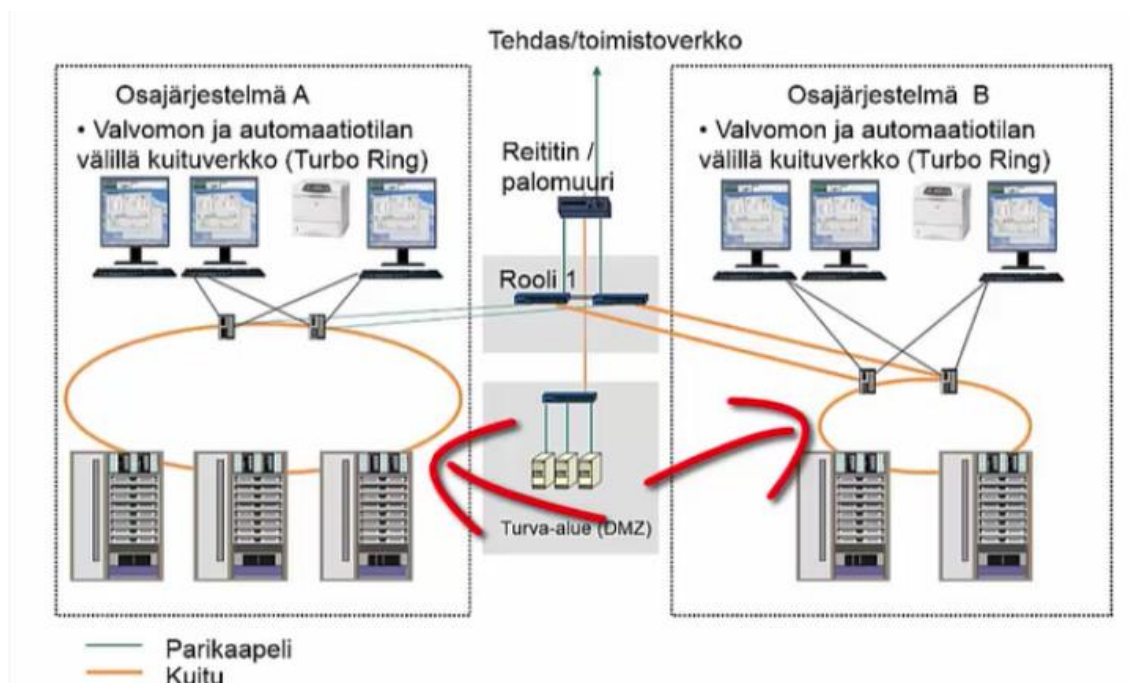 Tehdas/toimistoverkko
Osajärjestelmä A
• Valvomon ja automaatiotilan
välillä kuituverkko (Turbo Ring)
Reititin /
palomuuri
Rooli 1
Turva-alue (DMZ)
Osajärjestelmä B
• Valvomon ja automaatiotilan
välillä kuituverkko (Turbo Ring)
Parikaapeli
Kuitu